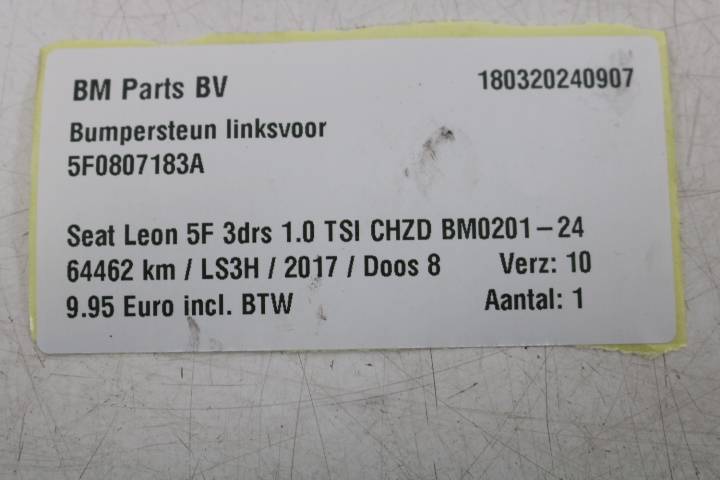 BM Parts BV 180320240907
Bumpersteun linksvoor
5F0807183A
Seat Leon 5F 3drs 1.0 TSI CHZD BM0201-24
64462 km / LS3H / 2017 / Doos 8 Verz: 10
9.95 Euro incl. BTW Aantal: 1